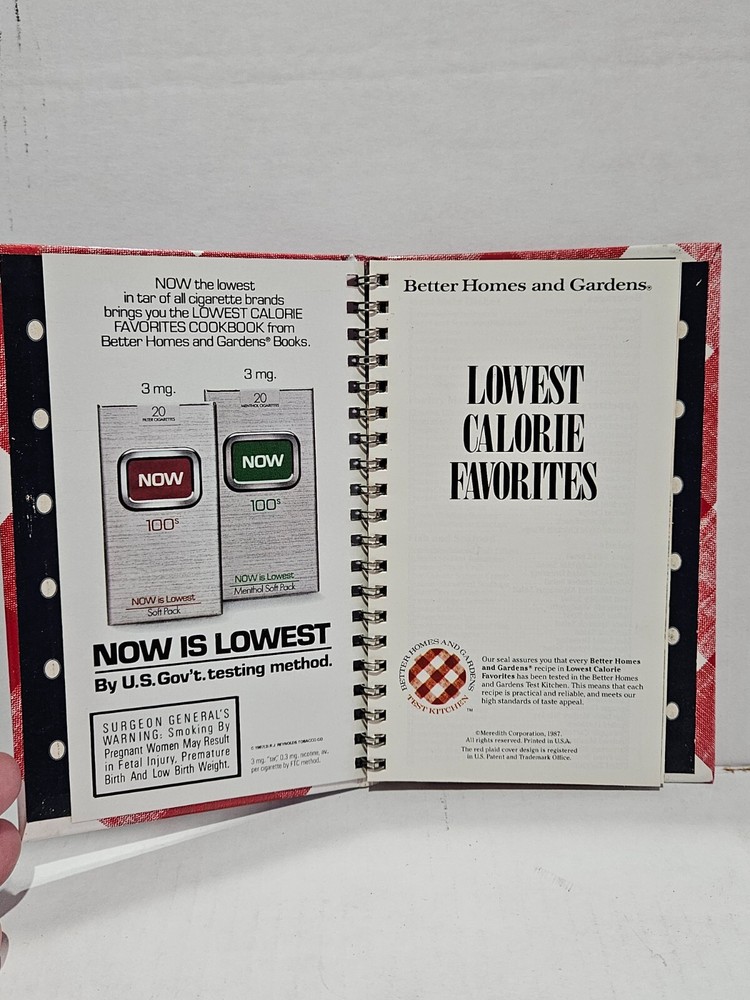 NOW the lowest
in tar of all cigarette brands
brings you the LOWEST CALORIE
FAVORITES COOKBOOK from
Better Homes and Gardens® Books.
3 mg.
3 mg.
20
FILTER CIGARETTES
20
MENTHOL CIGARETTES
NOW
100s
NOW
100s
NOW is Lowest
Soft Pack
NOW is Lowest
Menthol Soft Pack
NOW IS LOWEST
By U.S. Gov't. testing method.
SURGEON GENERAL'S
WARNING: Smoking By
Pregnant Women May Result
in Fetal Injury, Premature
Birth And Low Birth Weight.
R.J. REYNOLDS TOBACCO CO.
3 mg. "tar", 0.3 mg. nicotine, av.
per cigarette by FTC method.
Better Homes and Gardens®
LOWEST
CALORIE
FAVORITES
BETTER HOMES AND GARDENS
TEST KITCHEN
TM
Our seal assures you that every Better Homes
and Gardens® recipe in Lowest Calorie
Favorites has been tested in the Better Homes
and Gardens Test Kitchen. This means that each
recipe is practical and reliable, and meets our
high standards of taste appeal.
©Meredith Corporation, 1987.
All rights reserved. Printed in U.S.A.
The red plaid cover design is registered
in U.S. Patent and Trademark Office.